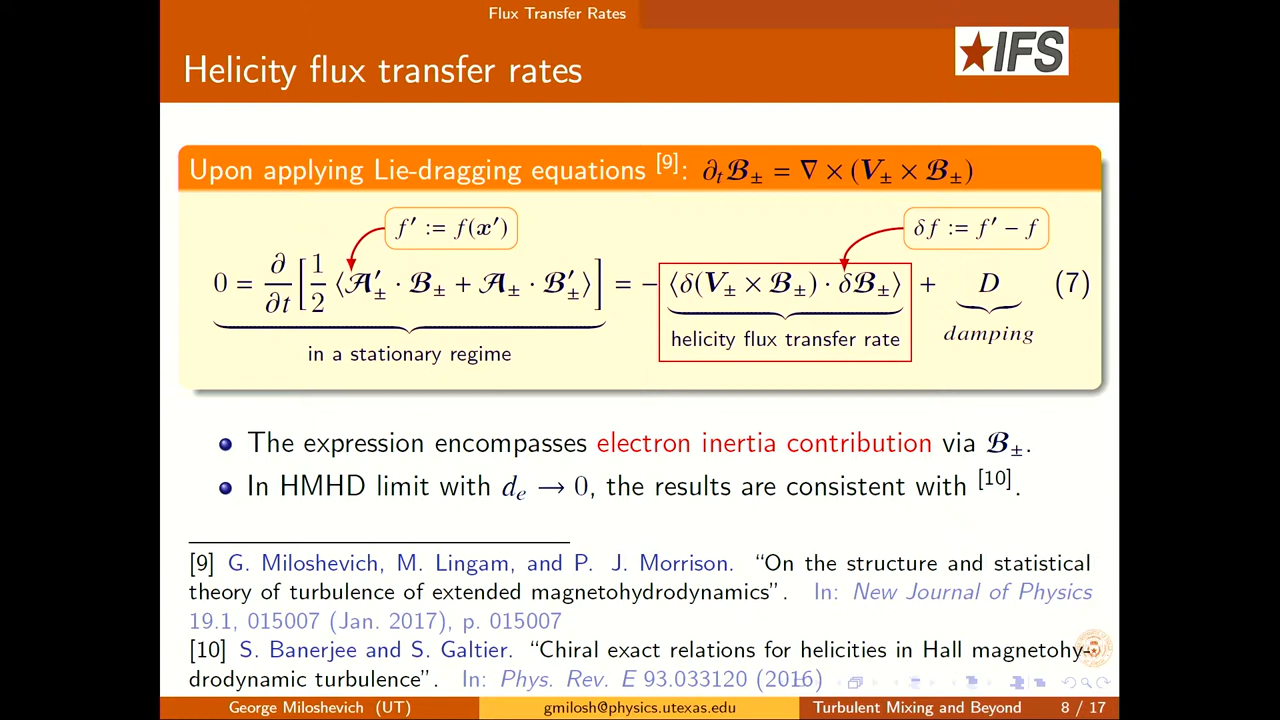 Flux Transfer Rates
IFS
Helicity flux transfer rates
Upon applying Lie-dragging equations [9]: ∂ₜ𝓑± = ∇ × (V± × 𝓑±)
f′ := f(x′)
δf := f′ − f
0 = ∂/∂t [1/2 ⟨𝓐′± · 𝓑± + 𝓐± · 𝓑′±⟩] = − ⟨δ(V± × 𝓑±) · δ𝓑±⟩ + D (7)
in a stationary regime
helicity flux transfer rate
damping
The expression encompasses electron inertia contribution via 𝓑±.
In HMHD limit with dₑ → 0, the results are consistent with [10].
[9] G. Miloshevich, M. Lingam, and P. J. Morrison. “On the structure and statistical
theory of turbulence of extended magnetohydrodynamics”. In: New Journal of Physics
19.1, 015007 (Jan. 2017), p. 015007
[10] S. Banerjee and S. Galtier. “Chiral exact relations for helicities in Hall magnetohy-
drodynamic turbulence”. In: Phys. Rev. E 93.033120 (2016)
George Miloshevich (UT)
gmilosh@physics.utexas.edu
Turbulent Mixing and Beyond
8 / 17